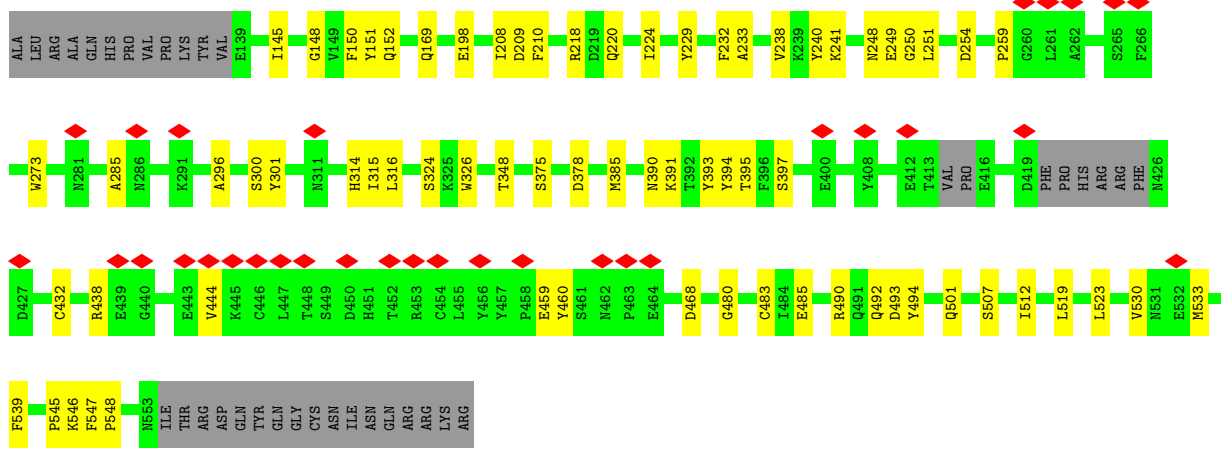 ALA LEU ARG ALA GLN HIS PRO VAL PRO LYS TYR VAL E139 I145 G148 V149 F150 Y151 Q152 Q169 E198 I208 D209 F210 R218 D219 Q220 I224 Y229 F232 A233 V238 K239 Y240 K241 N248 E249 G250 L251 D254 P259 G260 L261 A262 S265 F266
W273 N281 A285 N286 K291 A296 S300 Y301 N311 H314 I315 L316 S324 K325 W326 T348 S375 D378 M385 N390 K391 T392 Y393 Y394 T395 F396 S397 E400 Y408 E412 T413 VAL PRO E416 D419 PHE PRO HIS ARG ARG PHE N426
D427 C432 R438 E439 G440 E443 V444 K445 C446 L447 T448 S449 D450 H451 T452 R453 C454 L455 Y456 Y457 P458 E459 Y460 S461 N462 P463 E464 D468 G480 C483 I484 E485 R490 Q491 Q492 D493 Y494 Q501 S507 I512 L519 L523 V530 N531 E532 M533
F539 P545 K546 F547 P548 N553 ILE THR ARG ASP GLN TYR GLN GLY CYS ASN ILE ASN GLN ARG ARG LYS ARG